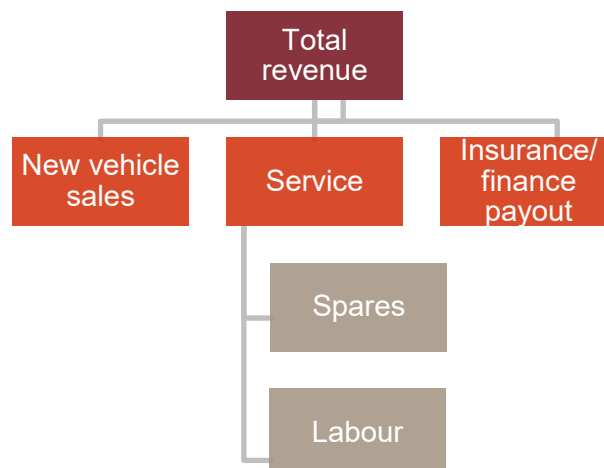 Total
revenue
New vehicle
sales
Service
Insurance/
finance
payout
Spares
Labour